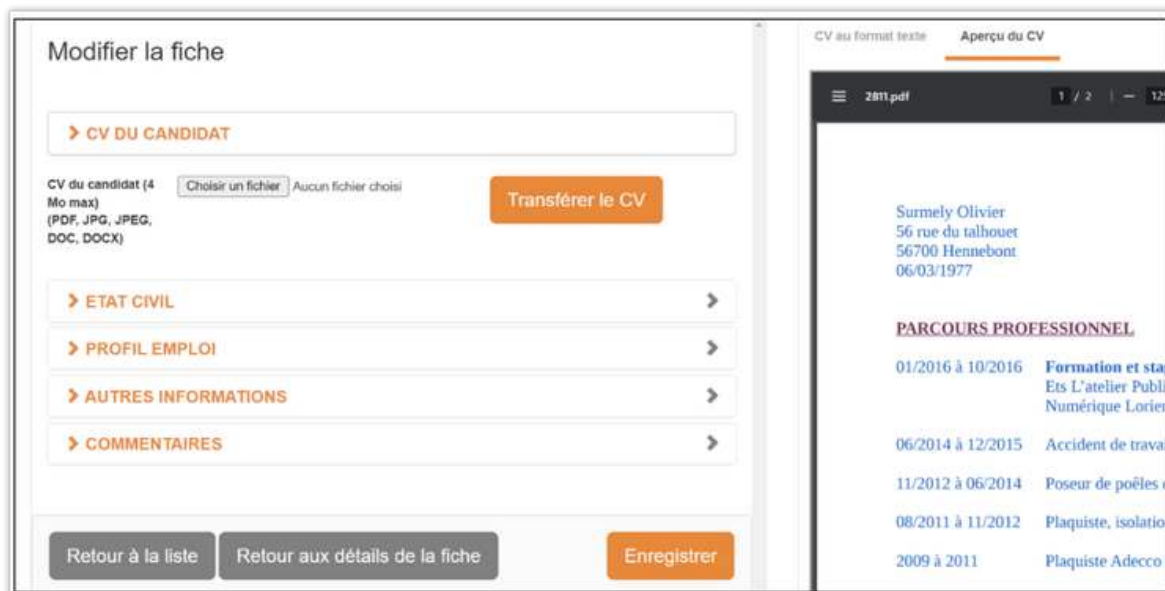 Modifier la fiche
CV DU CANDIDAT
CV du candidat (4
Mo max)
(PDF, JPG, JPEG,
DOC, DOCX)
Choisir un fichier Aucun fichier choisi
Transférer le CV
ETAT CIVIL
PROFIL EMPLOI
AUTRES INFORMATIONS
COMMENTAIRES
Retour à la liste
Retour aux détails de la fiche
Enregistrer
CV au format texte
Aperçu du CV
2811.pdf
1 / 2
Surmely Olivier
56 rue du talhouet
56700 Hennebont
06/03/1977
PARCOURS PROFESSIONNEL
01/2016 à 10/2016 Formation et
Ets L'atelier
Numérique
06/2014 à 12/2015 Accident de
11/2012 à 06/2014 Poseur de poêles
08/2011 à 11/2012 Plaquiste,
2009 à 2011 Plaquiste Adecco